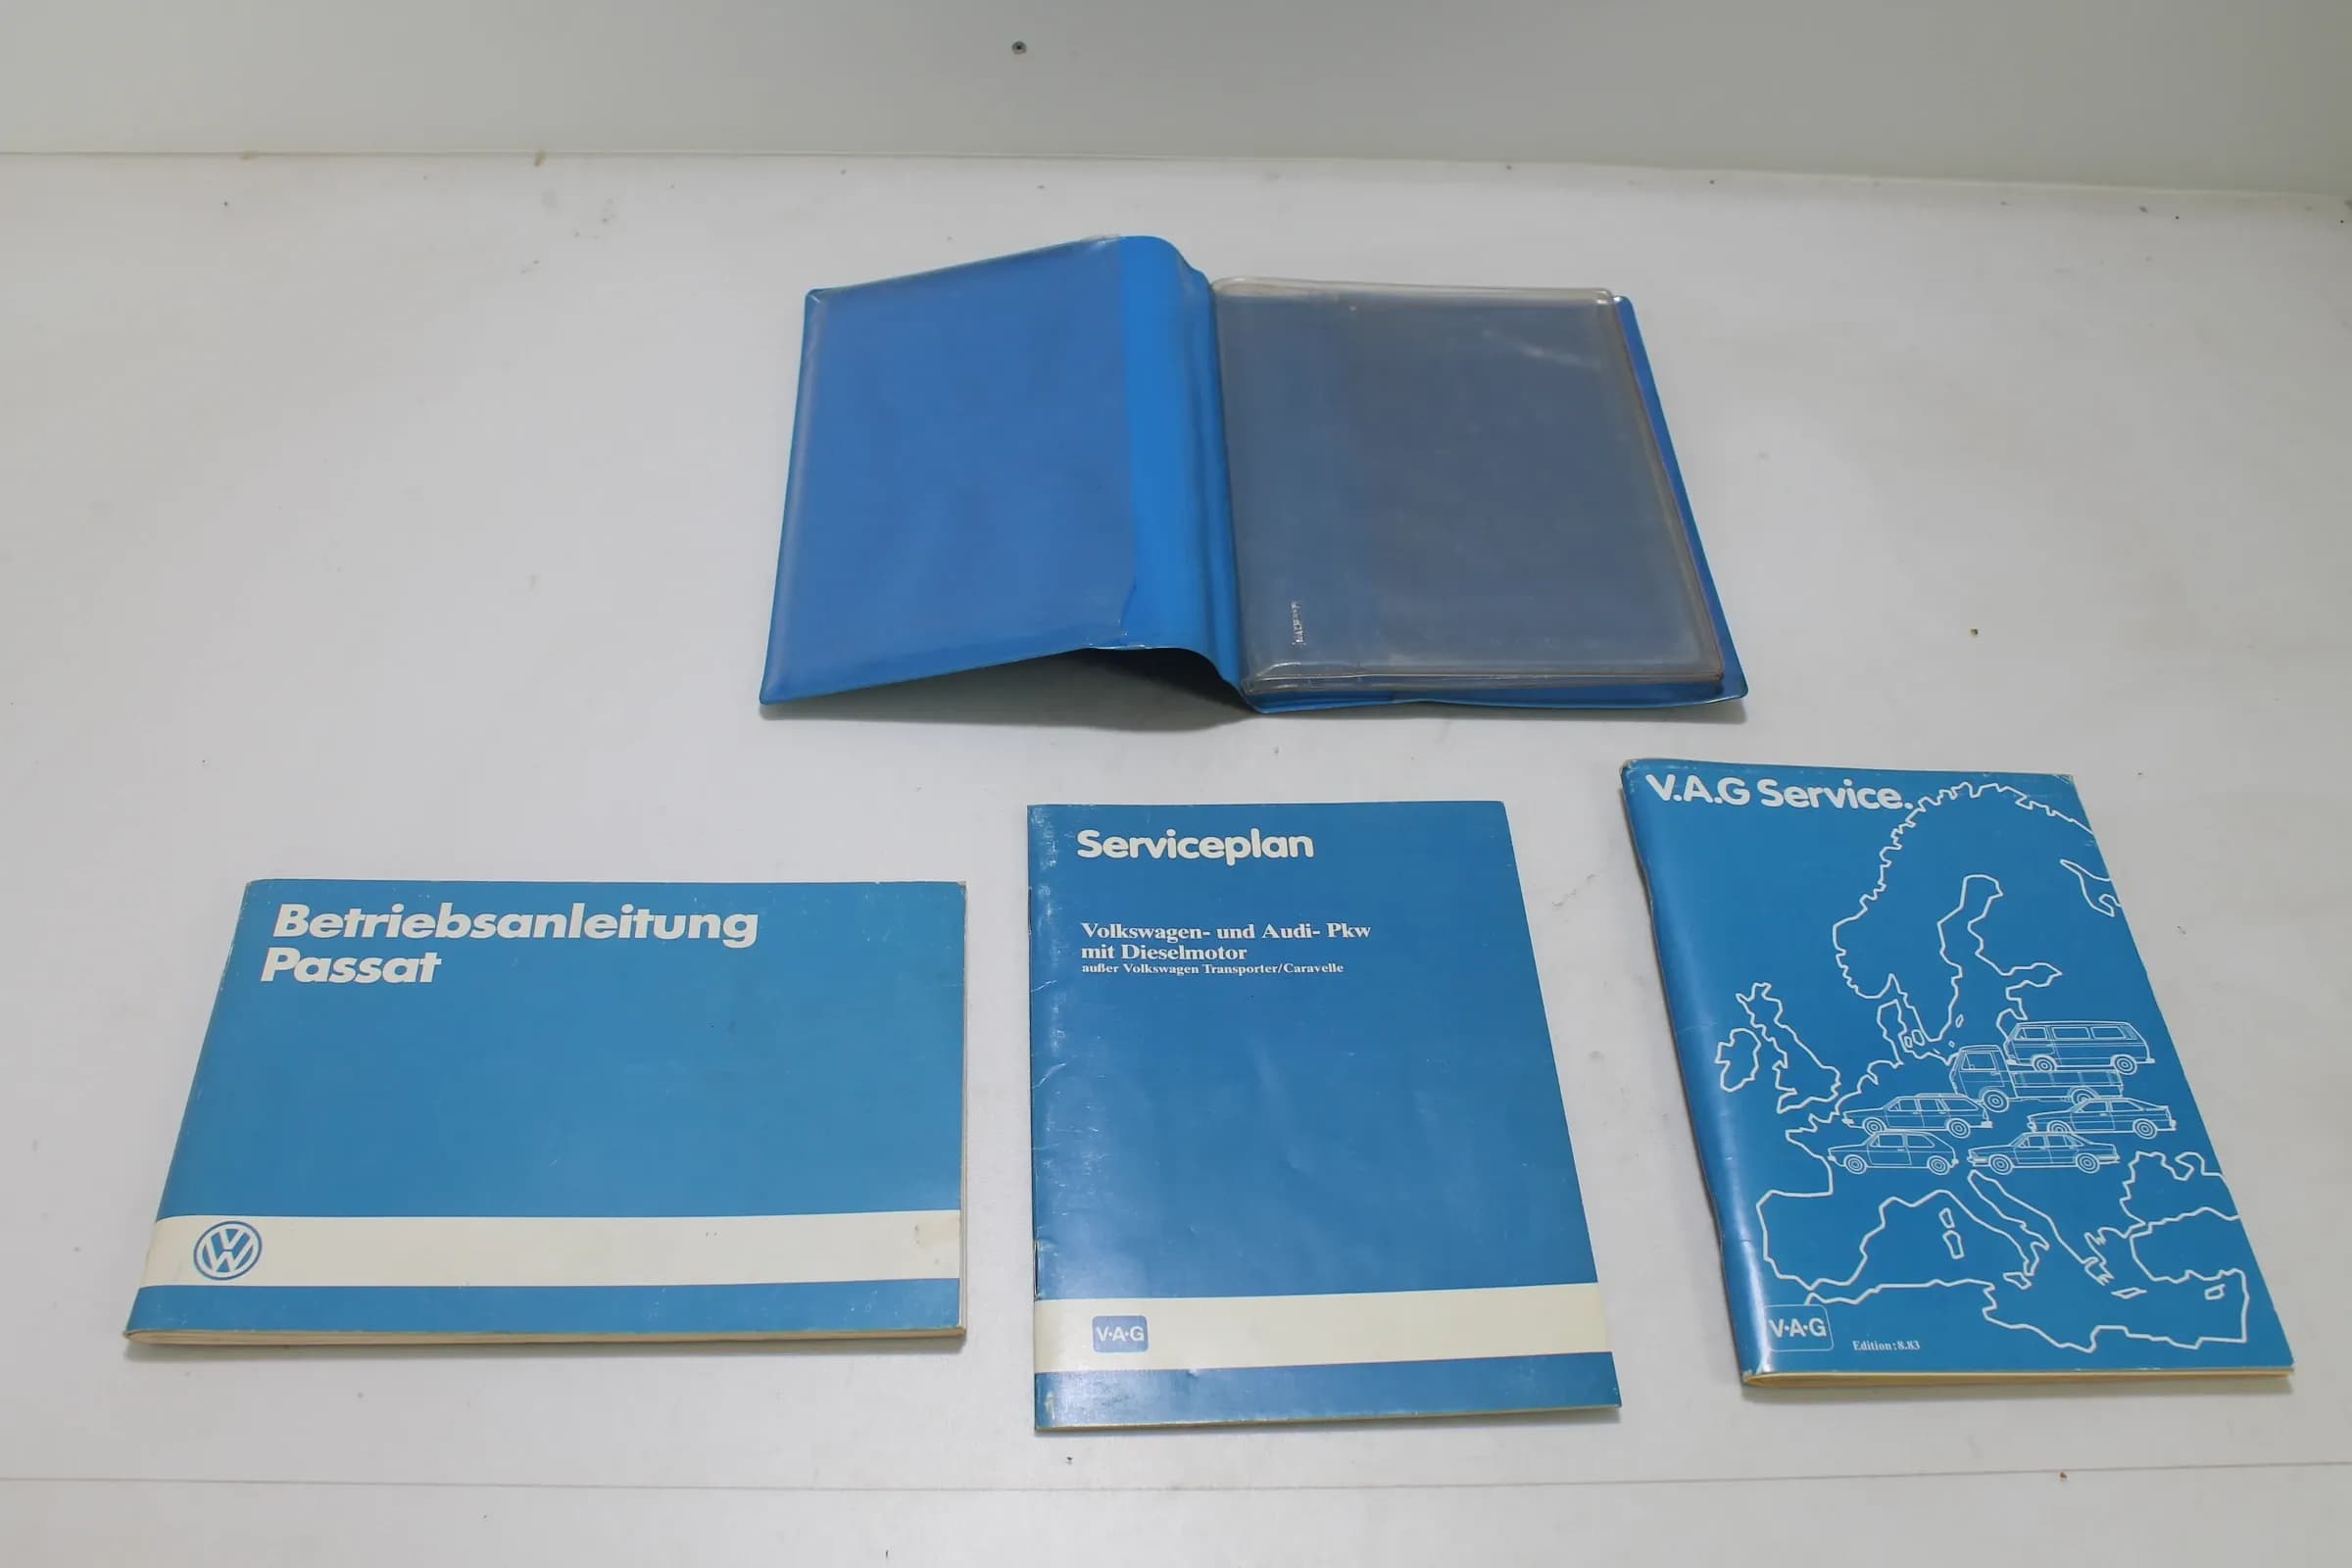 Betriebsanleitung
Passat
Serviceplan
Volkswagen- und Audi- Pkw
mit Dieselmotor
außer Volkswagen Transporter/Caravelle
V·A·G
V.A.G Service.
V·A·G
Edition: 8.83